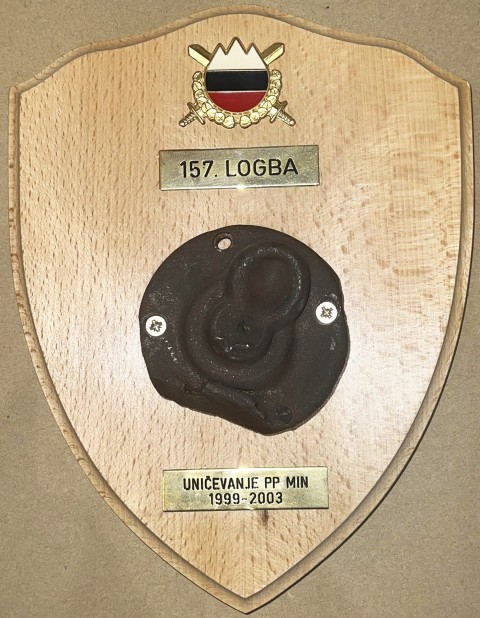 157. LOGBA
UNIČEVANJE PP MIN
1999-2003